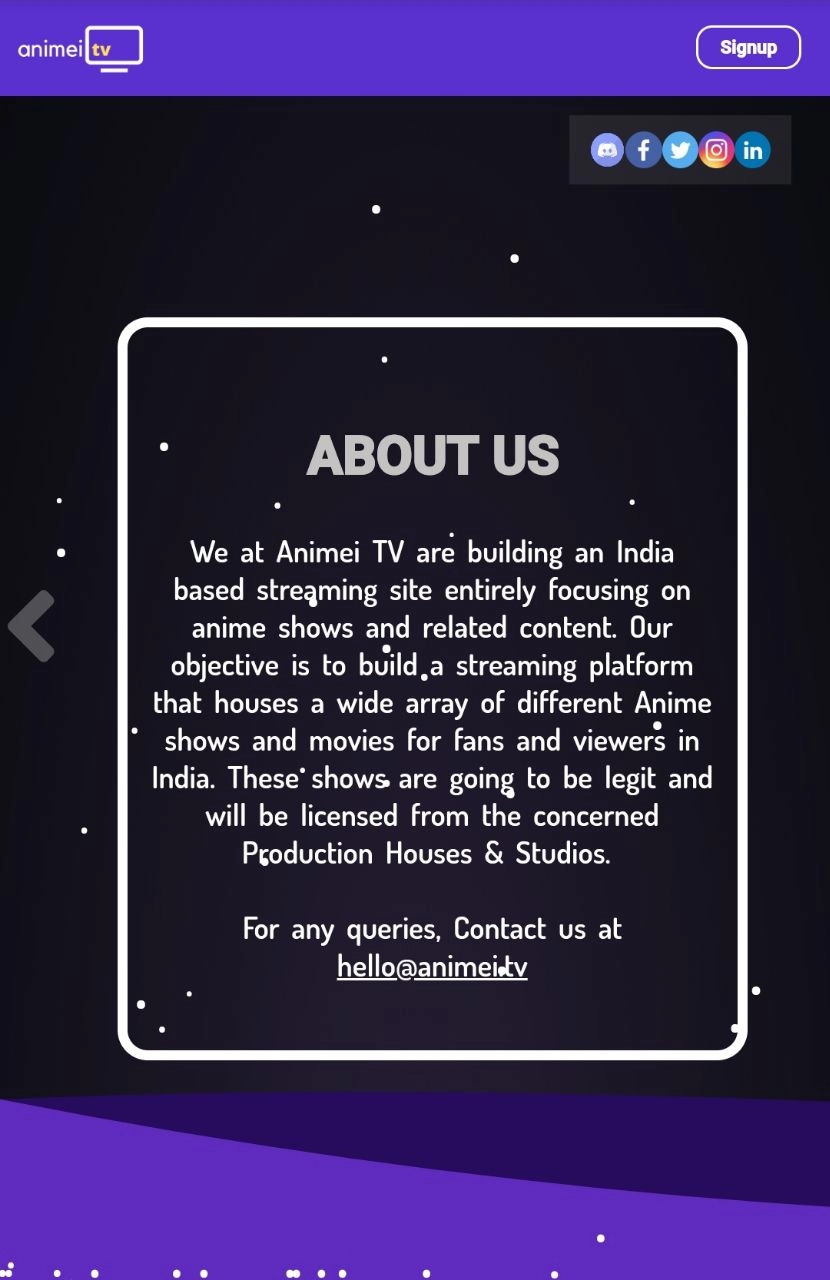 animei tv
Signup
ABOUT US
We at Animei TV are building an India
based streaming site entirely focusing on
anime shows and related content. Our
objective is to build a streaming platform
that houses a wide array of different Anime
shows and movies for fans and viewers in
India. These shows are going to be legit and
will be licensed from the concerned
Production Houses & Studios.
For any queries, Contact us at
hello@animei.tv